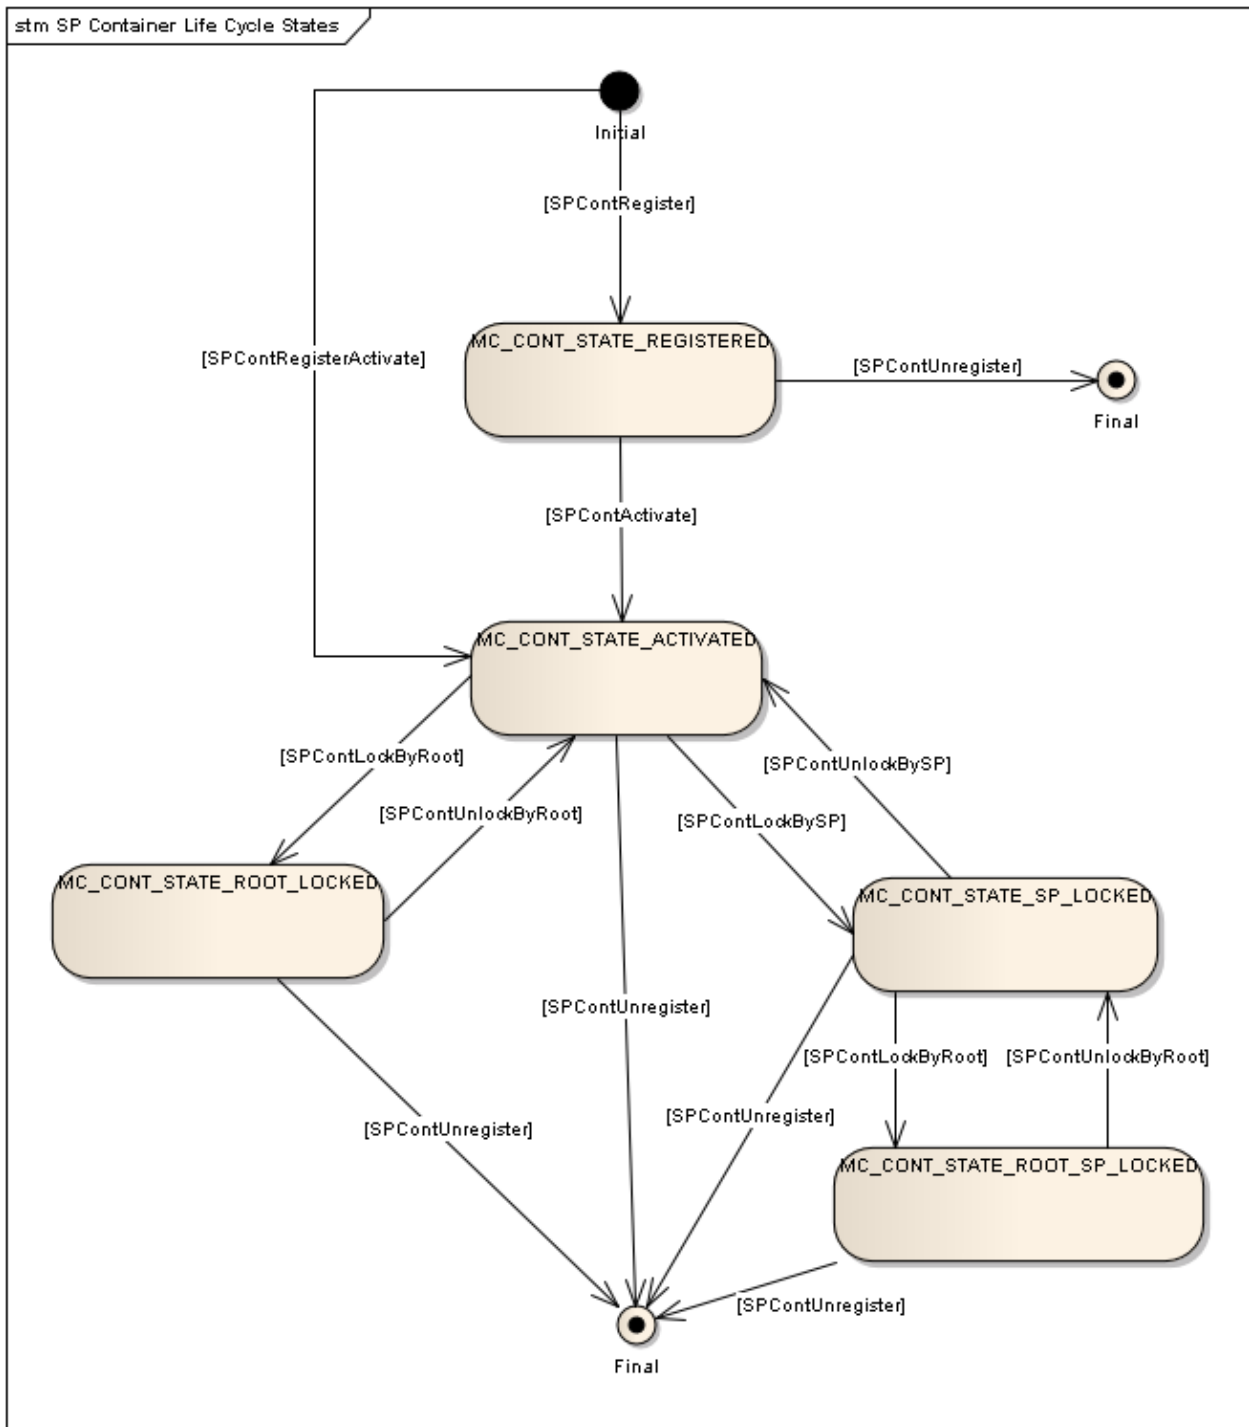 stm SP Container Life Cycle States
Initial
[SPContRegister]
MC_CONT_STATE_REGISTERED
[SPContRegisterActivate]
[SPContUnregister]
Final
[SPContActivate]
MC_CONT_STATE_ACTIVATED
[SPContLockByRoot]
[SPContUnlockBySP]
[SPContUnlockByRoot]
[SPContLockBySP]
MC_CONT_STATE_ROOT_LOCKED
MC_CONT_STATE_SP_LOCKED
[SPContUnregister]
[SPContLockByRoot]
[SPContUnlockByRoot]
[SPContUnregister]
[SPContUnregister]
MC_CONT_STATE_ROOT_SP_LOCKED
[SPContUnregister]
Final